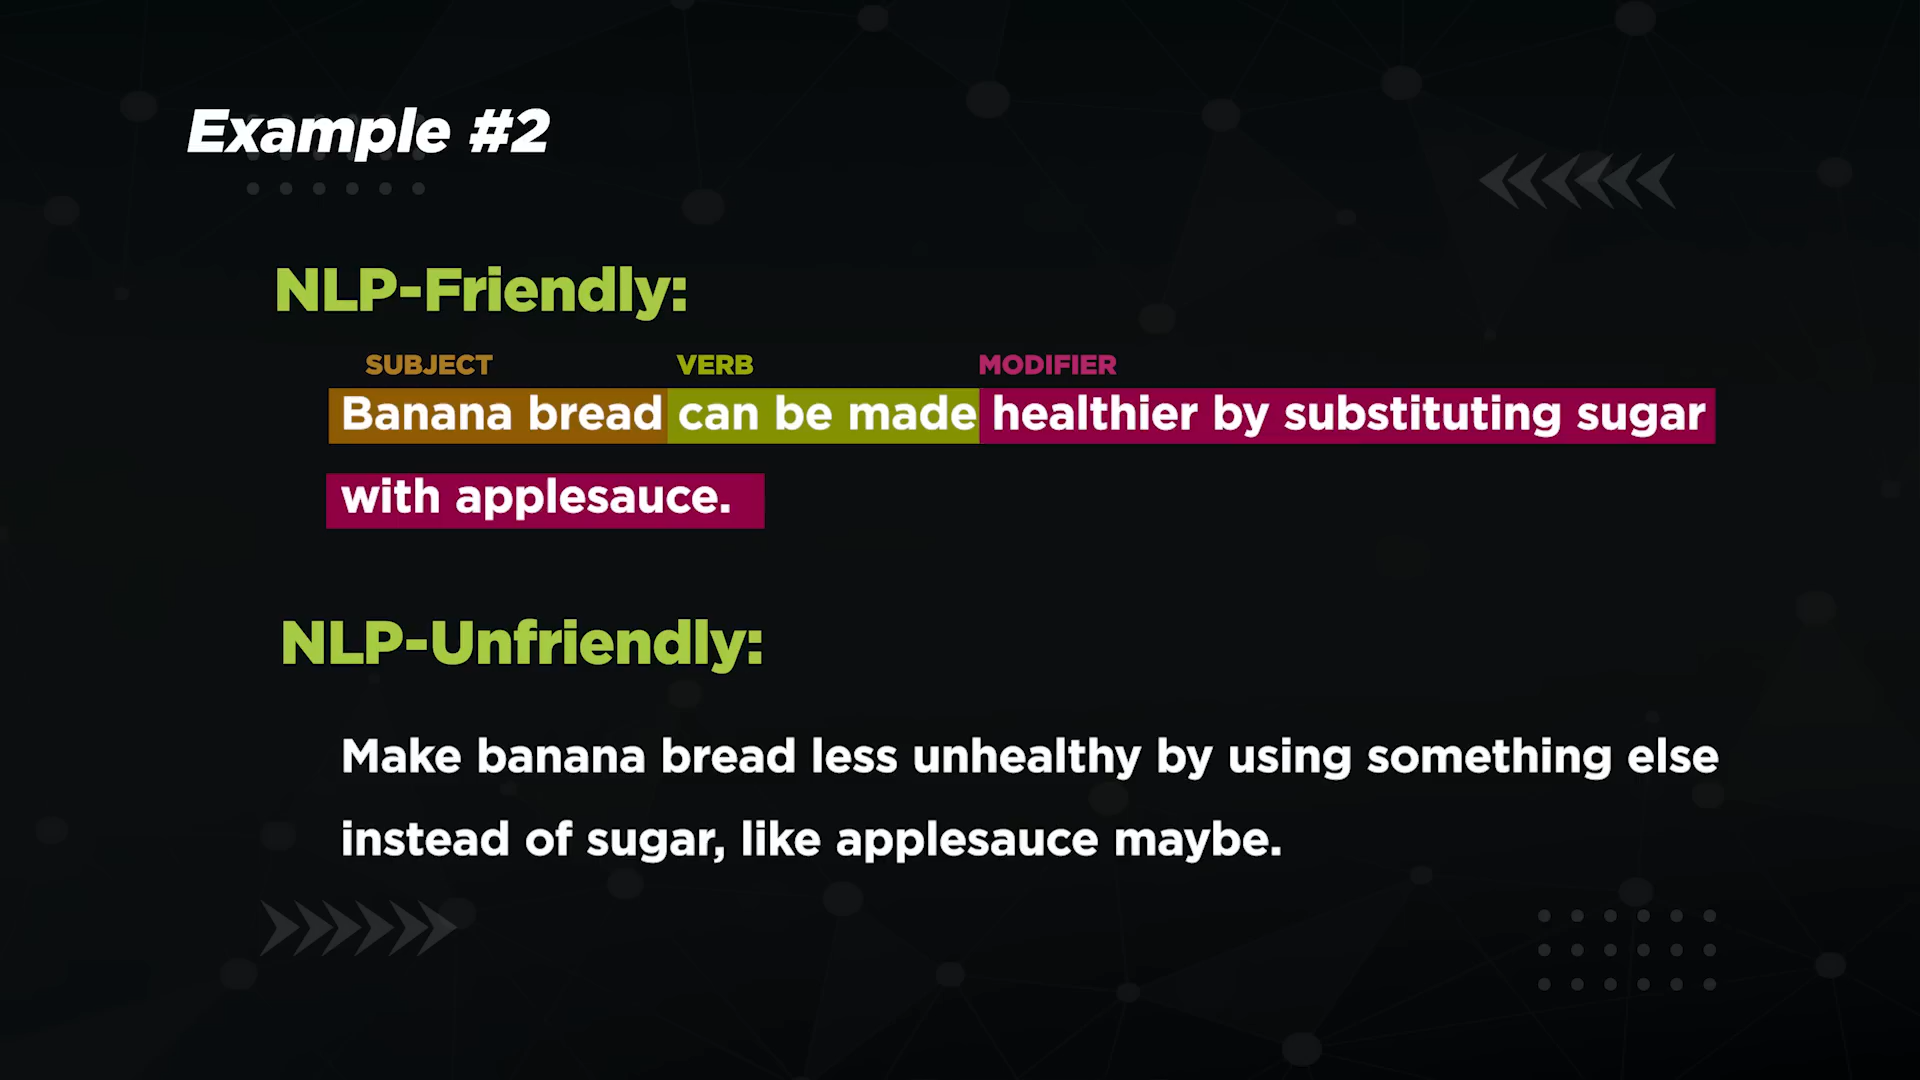 Example #2
NLP-Friendly:
SUBJECT VERB MODIFIER
Banana bread can be made healthier by substituting sugar
with applesauce.
NLP-Unfriendly:
Make banana bread less unhealthy by using something else
instead of sugar, like applesauce maybe.